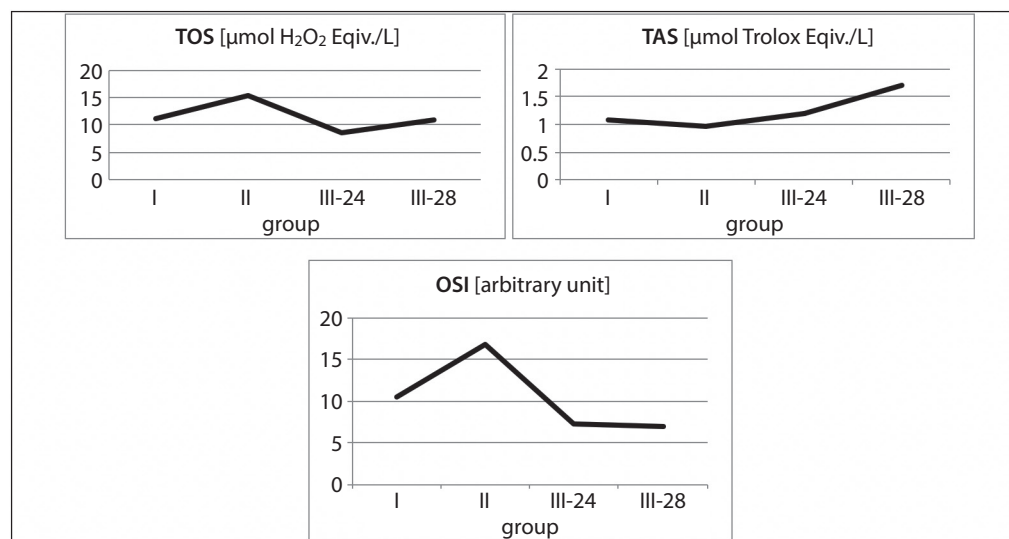 TOS [µmol H₂O₂ Eqiv./L]
20
15
10
5
0
I II III-24 III-28
group
TAS [µmol Trolox Eqiv./L]
2
1.5
1
0.5
0
I II III-24 III-28
group
OSI [arbitrary unit]
20
15
10
5
0
I II III-24 III-28
group